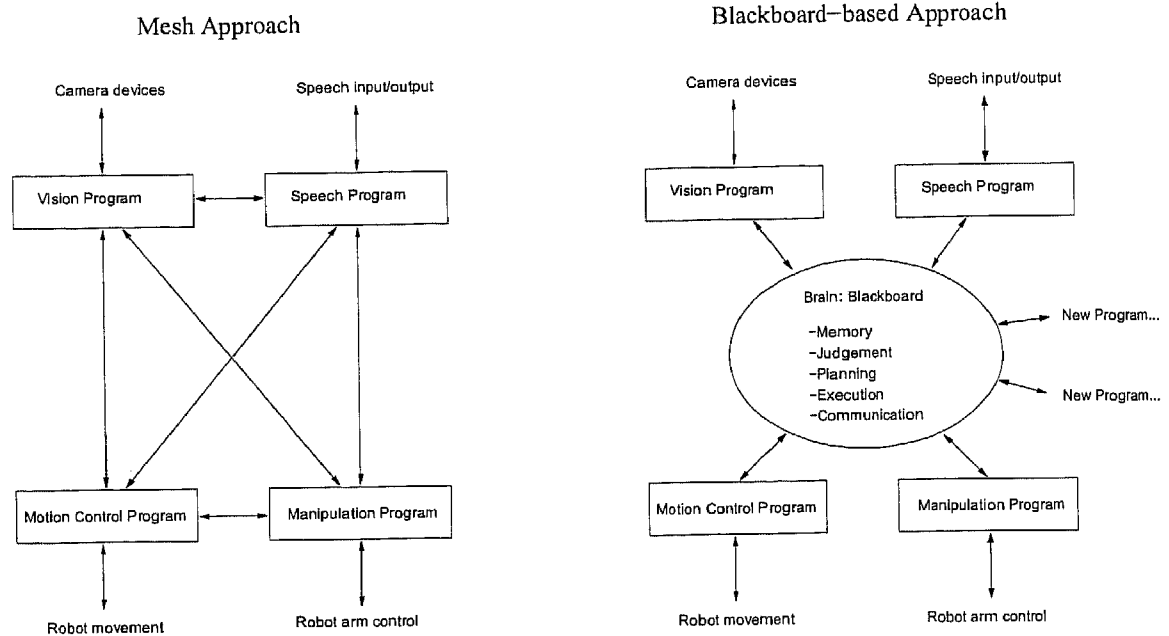 Mesh Approach
Camera devices
Speech input/output
Vision Program
Speech Program
Motion Control Program
Manipulation Program
Robot movement
Robot arm control
Blackboard-based Approach
Camera devices
Speech input/output
Vision Program
Speech Program
Brain: Blackboard
-Memory
-Judgement
-Planning
-Execution
-Communication
New Program...
New Program...
Motion Control Program
Manipulation Program
Robot movement
Robot arm control